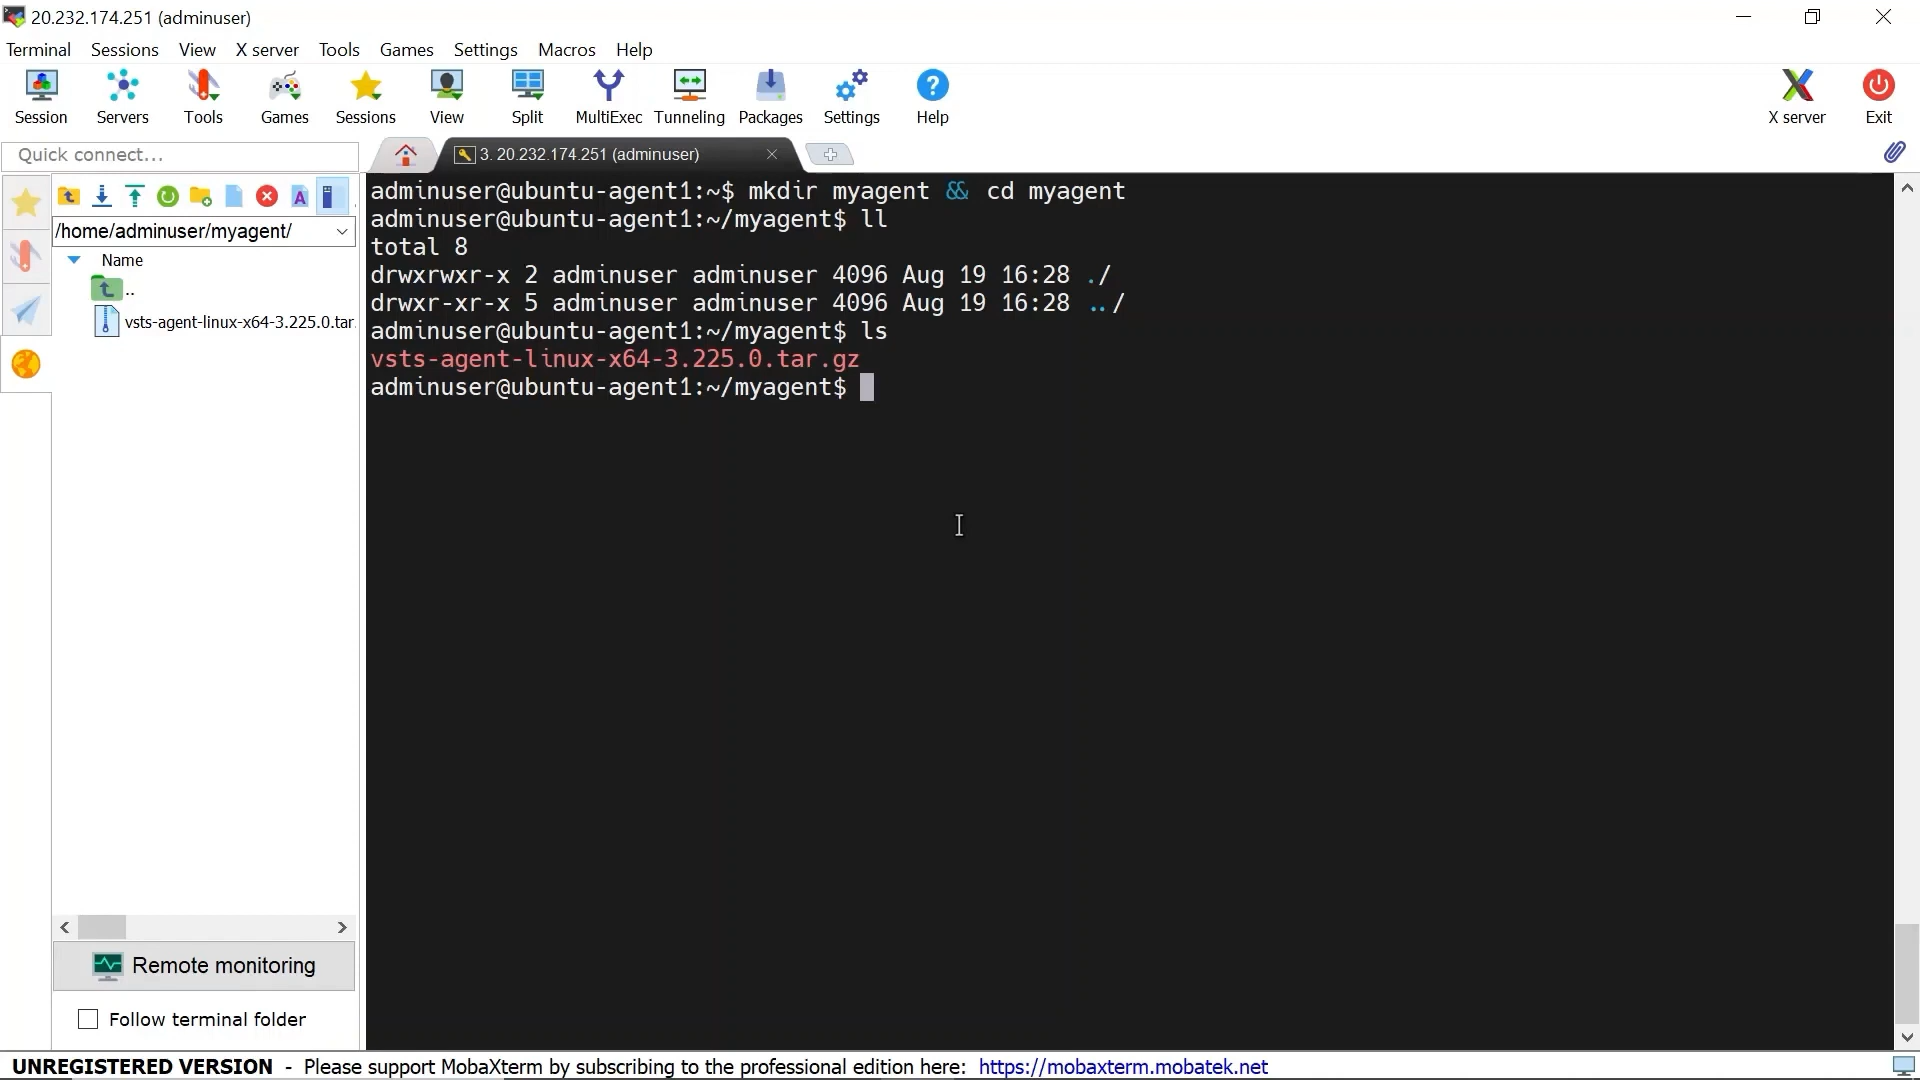 20.232.174.251 (adminuser)
Terminal Sessions View X server Tools Games Settings Macros Help
Session Servers Tools Games Sessions View Split MultiExec Tunneling Packages Settings Help X server Exit
Quick connect...
3. 20.232.174.251 (adminuser)
/home/adminuser/myagent/
Name
..
vsts-agent-linux-x64-3.225.0.tar.
adminuser@ubuntu-agent1:~$ mkdir myagent && cd myagent
adminuser@ubuntu-agent1:~/myagent$ ll
total 8
drwxrwxr-x 2 adminuser adminuser 4096 Aug 19 16:28 ./
drwxr-xr-x 5 adminuser adminuser 4096 Aug 19 16:28 ../
adminuser@ubuntu-agent1:~/myagent$ ls
vsts-agent-linux-x64-3.225.0.tar.gz
adminuser@ubuntu-agent1:~/myagent$
Remote monitoring
Follow terminal folder
UNREGISTERED VERSION - Please support MobaXterm by subscribing to the professional edition here: https://mobaxterm.mobatek.net